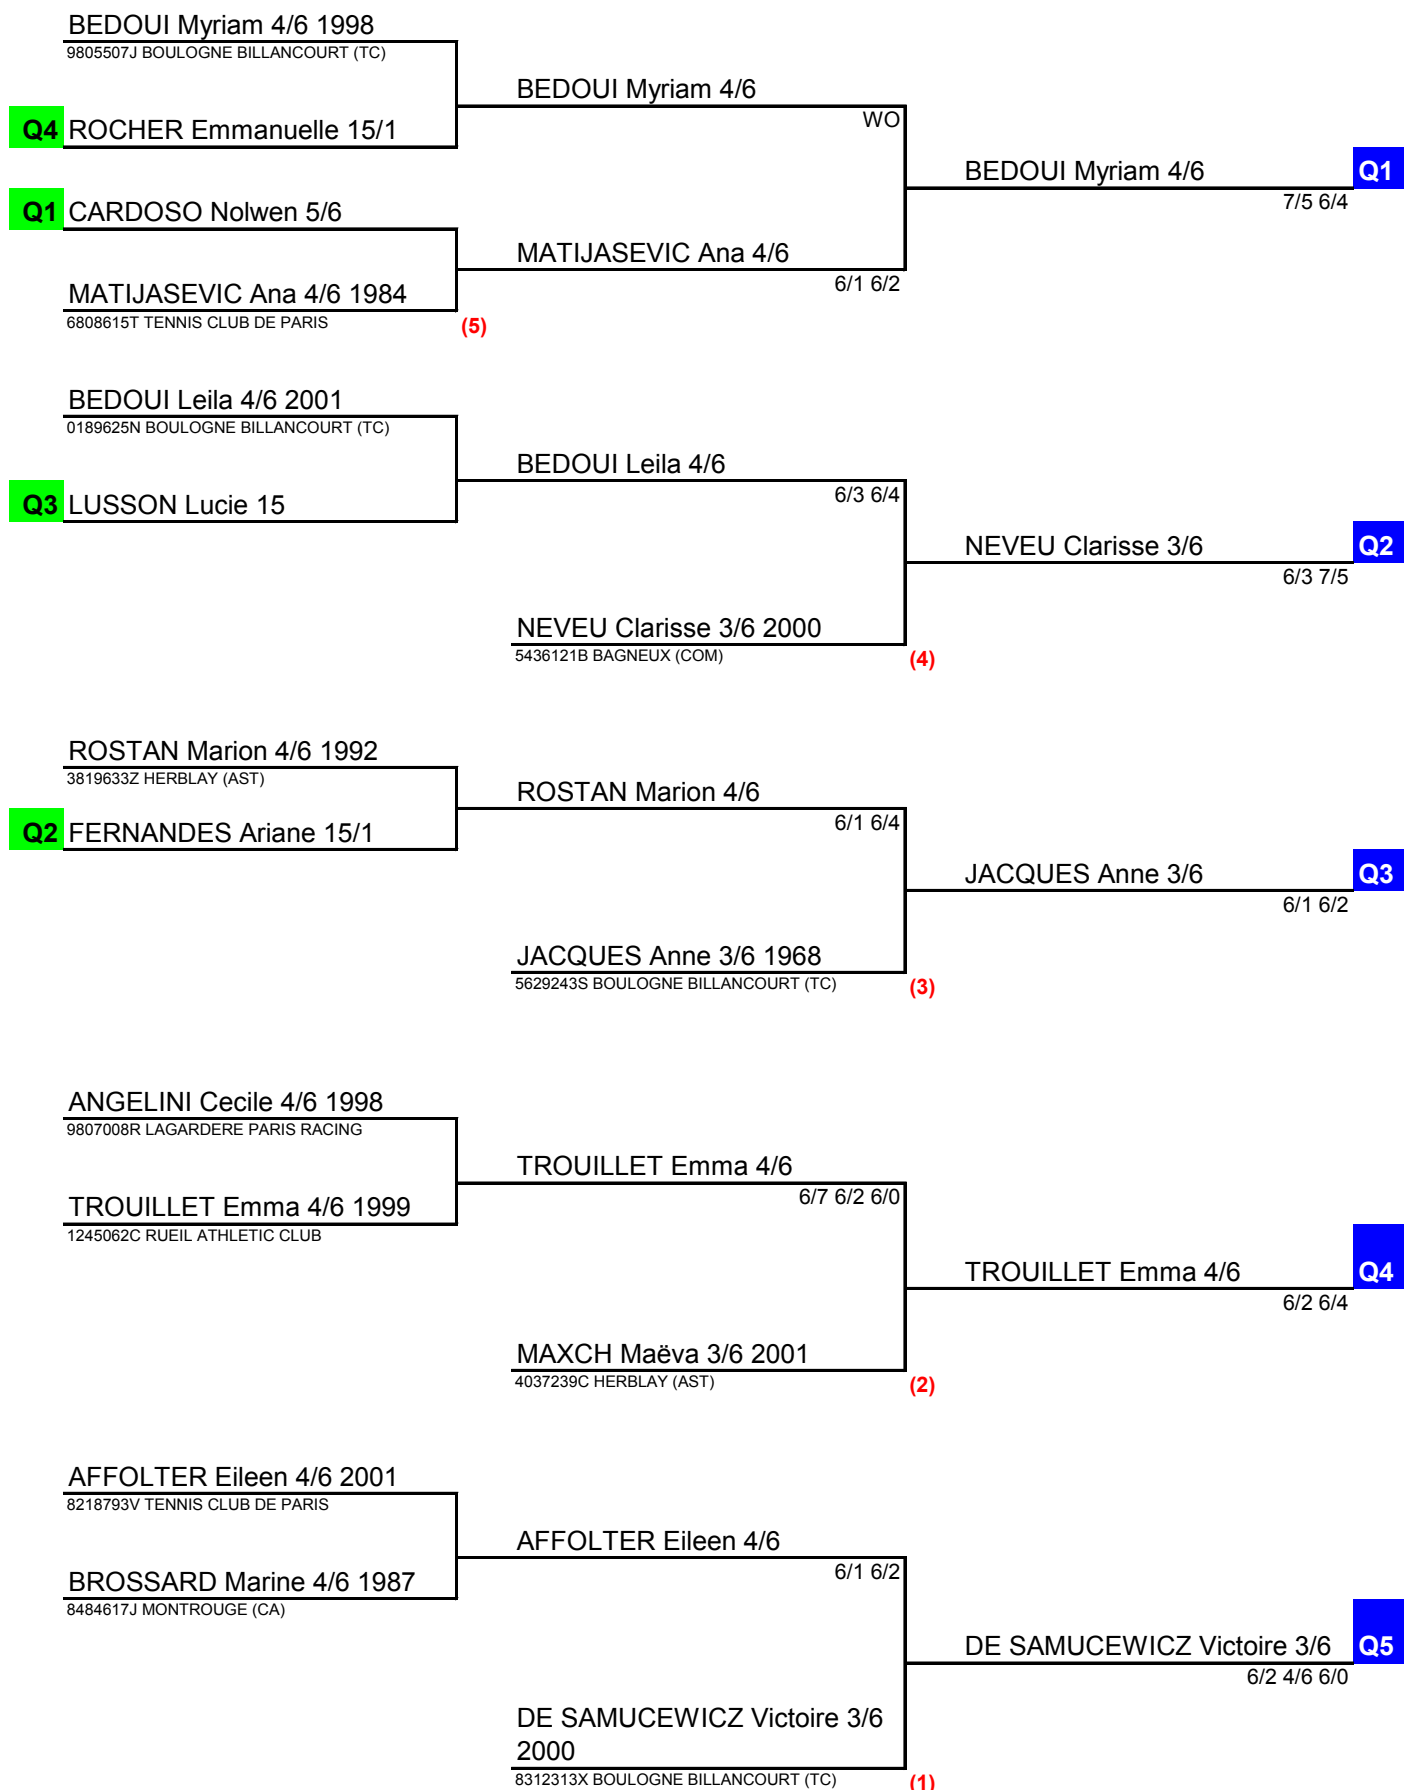 BEDOUI Myriam 4/6 1998
9805507J BOULOGNE BILLANCOURT (TC)
BEDOUI Myriam 4/6
WO
Q4 ROCHER Emmanuelle 15/1
BEDOUI Myriam 4/6 Q1
7/5 6/4
Q1 CARDOSO Nolwen 5/6
MATIJASEVIC Ana 4/6
6/1 6/2
MATIJASEVIC Ana 4/6 1984
6808615T TENNIS CLUB DE PARIS
(5)
BEDOUI Leila 4/6 2001
0189625N BOULOGNE BILLANCOURT (TC)
BEDOUI Leila 4/6
6/3 6/4
Q3 LUSSON Lucie 15
NEVEU Clarisse 3/6 Q2
6/3 7/5
NEVEU Clarisse 3/6 2000
5436121B BAGNEUX (COM)
(4)
ROSTAN Marion 4/6 1992
3819633Z HERBLAY (AST)
ROSTAN Marion 4/6
6/1 6/4
Q2 FERNANDES Ariane 15/1
JACQUES Anne 3/6 Q3
6/1 6/2
JACQUES Anne 3/6 1968
5629243S BOULOGNE BILLANCOURT (TC)
(3)
ANGELINI Cecile 4/6 1998
9807008R LAGARDERE PARIS RACING
TROUILLET Emma 4/6
6/7 6/2 6/0
TROUILLET Emma 4/6 1999
1245062C RUEIL ATHLETIC CLUB
TROUILLET Emma 4/6 Q4
6/2 6/4
MAXCH Maëva 3/6 2001
4037239C HERBLAY (AST)
(2)
AFFOLTER Eileen 4/6 2001
8218793V TENNIS CLUB DE PARIS
AFFOLTER Eileen 4/6
6/1 6/2
BROSSARD Marine 4/6 1987
8484617J MONTROUGE (CA)
DE SAMUCEWICZ Victoire 3/6 Q5
6/2 4/6 6/0
DE SAMUCEWICZ Victoire 3/6
2000
8312313X BOULOGNE BILLANCOURT (TC)
(1)